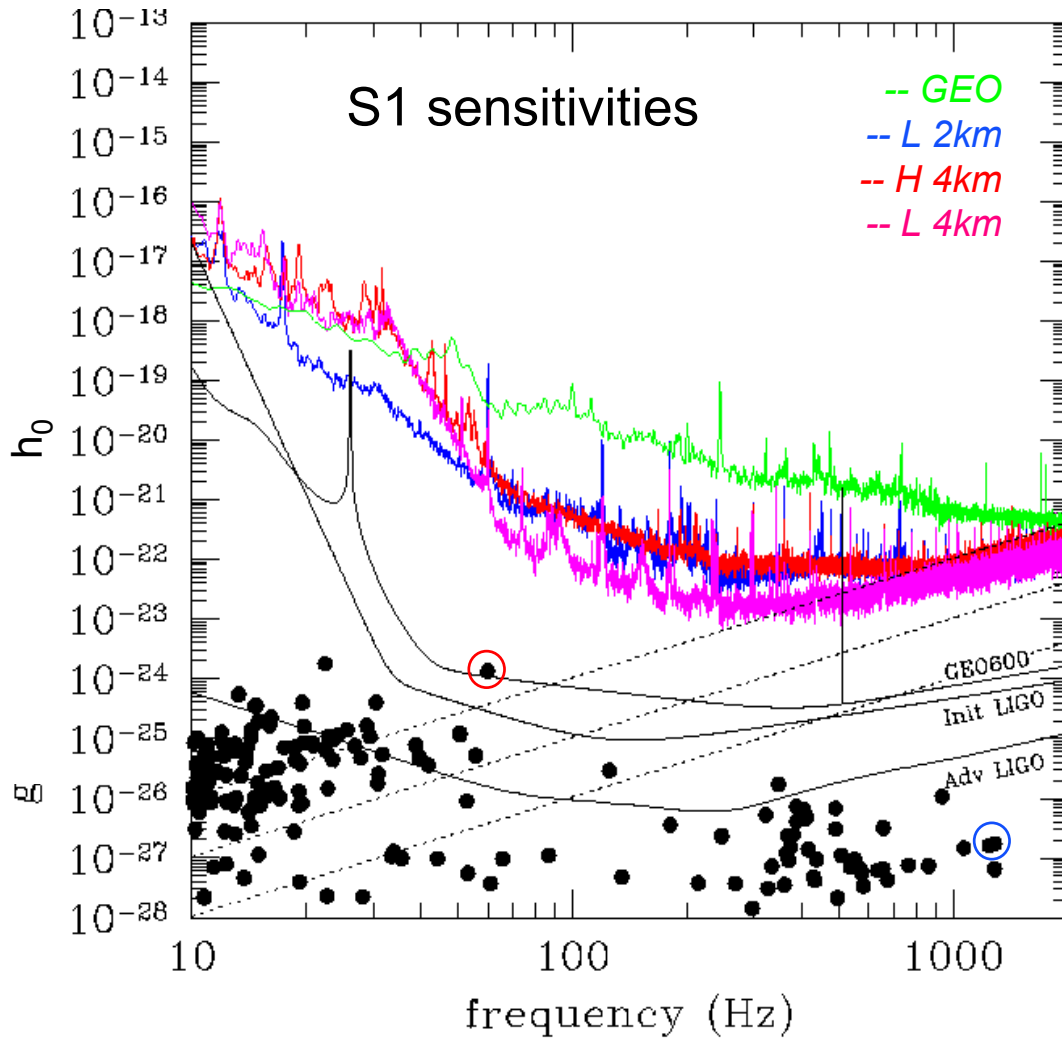 S1 sensitivities
-- GEO
-- L 2km
-- H 4km
-- L 4km
10-13
10-14
10-15
10-16
10-17
10-18
10-19
10-20
10-21
10-22
10-23
10-24
10-25
10-26
10-27
10-28
h0
g
GEO600
Init LIGO
Adv LIGO
10
100
1000
frequency (Hz)